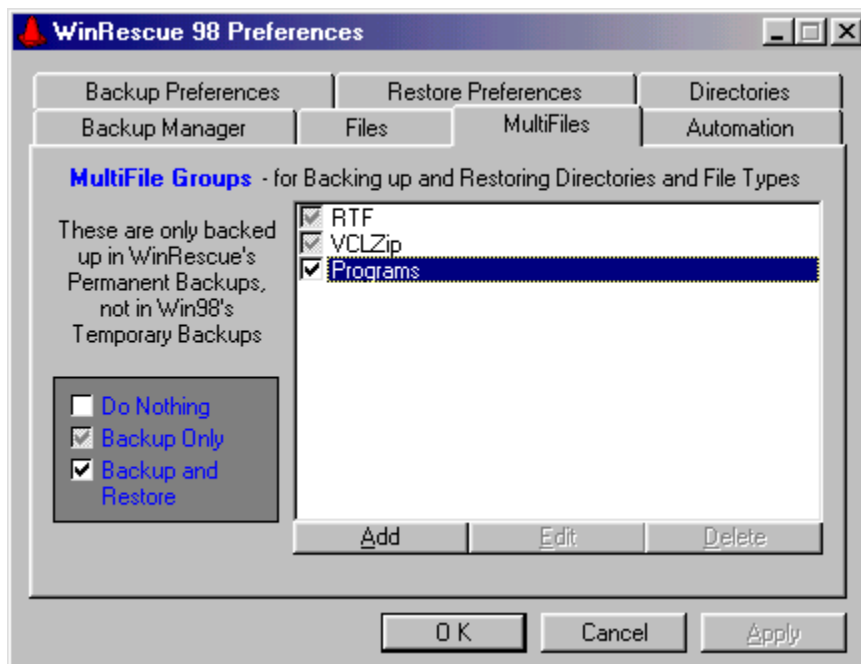 WinRescue 98 Preferences
Backup Preferences
Restore Preferences
Directories
Backup Manager
Files
MultiFiles
Automation
MultiFile Groups - for Backing up and Restoring Directories and File Types
These are only backed
up in WinRescue's
Permanent Backups,
not in Win98's
Temporary Backups
RTF
VCLZip
Programs
Do Nothing
Backup Only
Backup and
Restore
Add
Edit
Delete
OK
Cancel
Apply